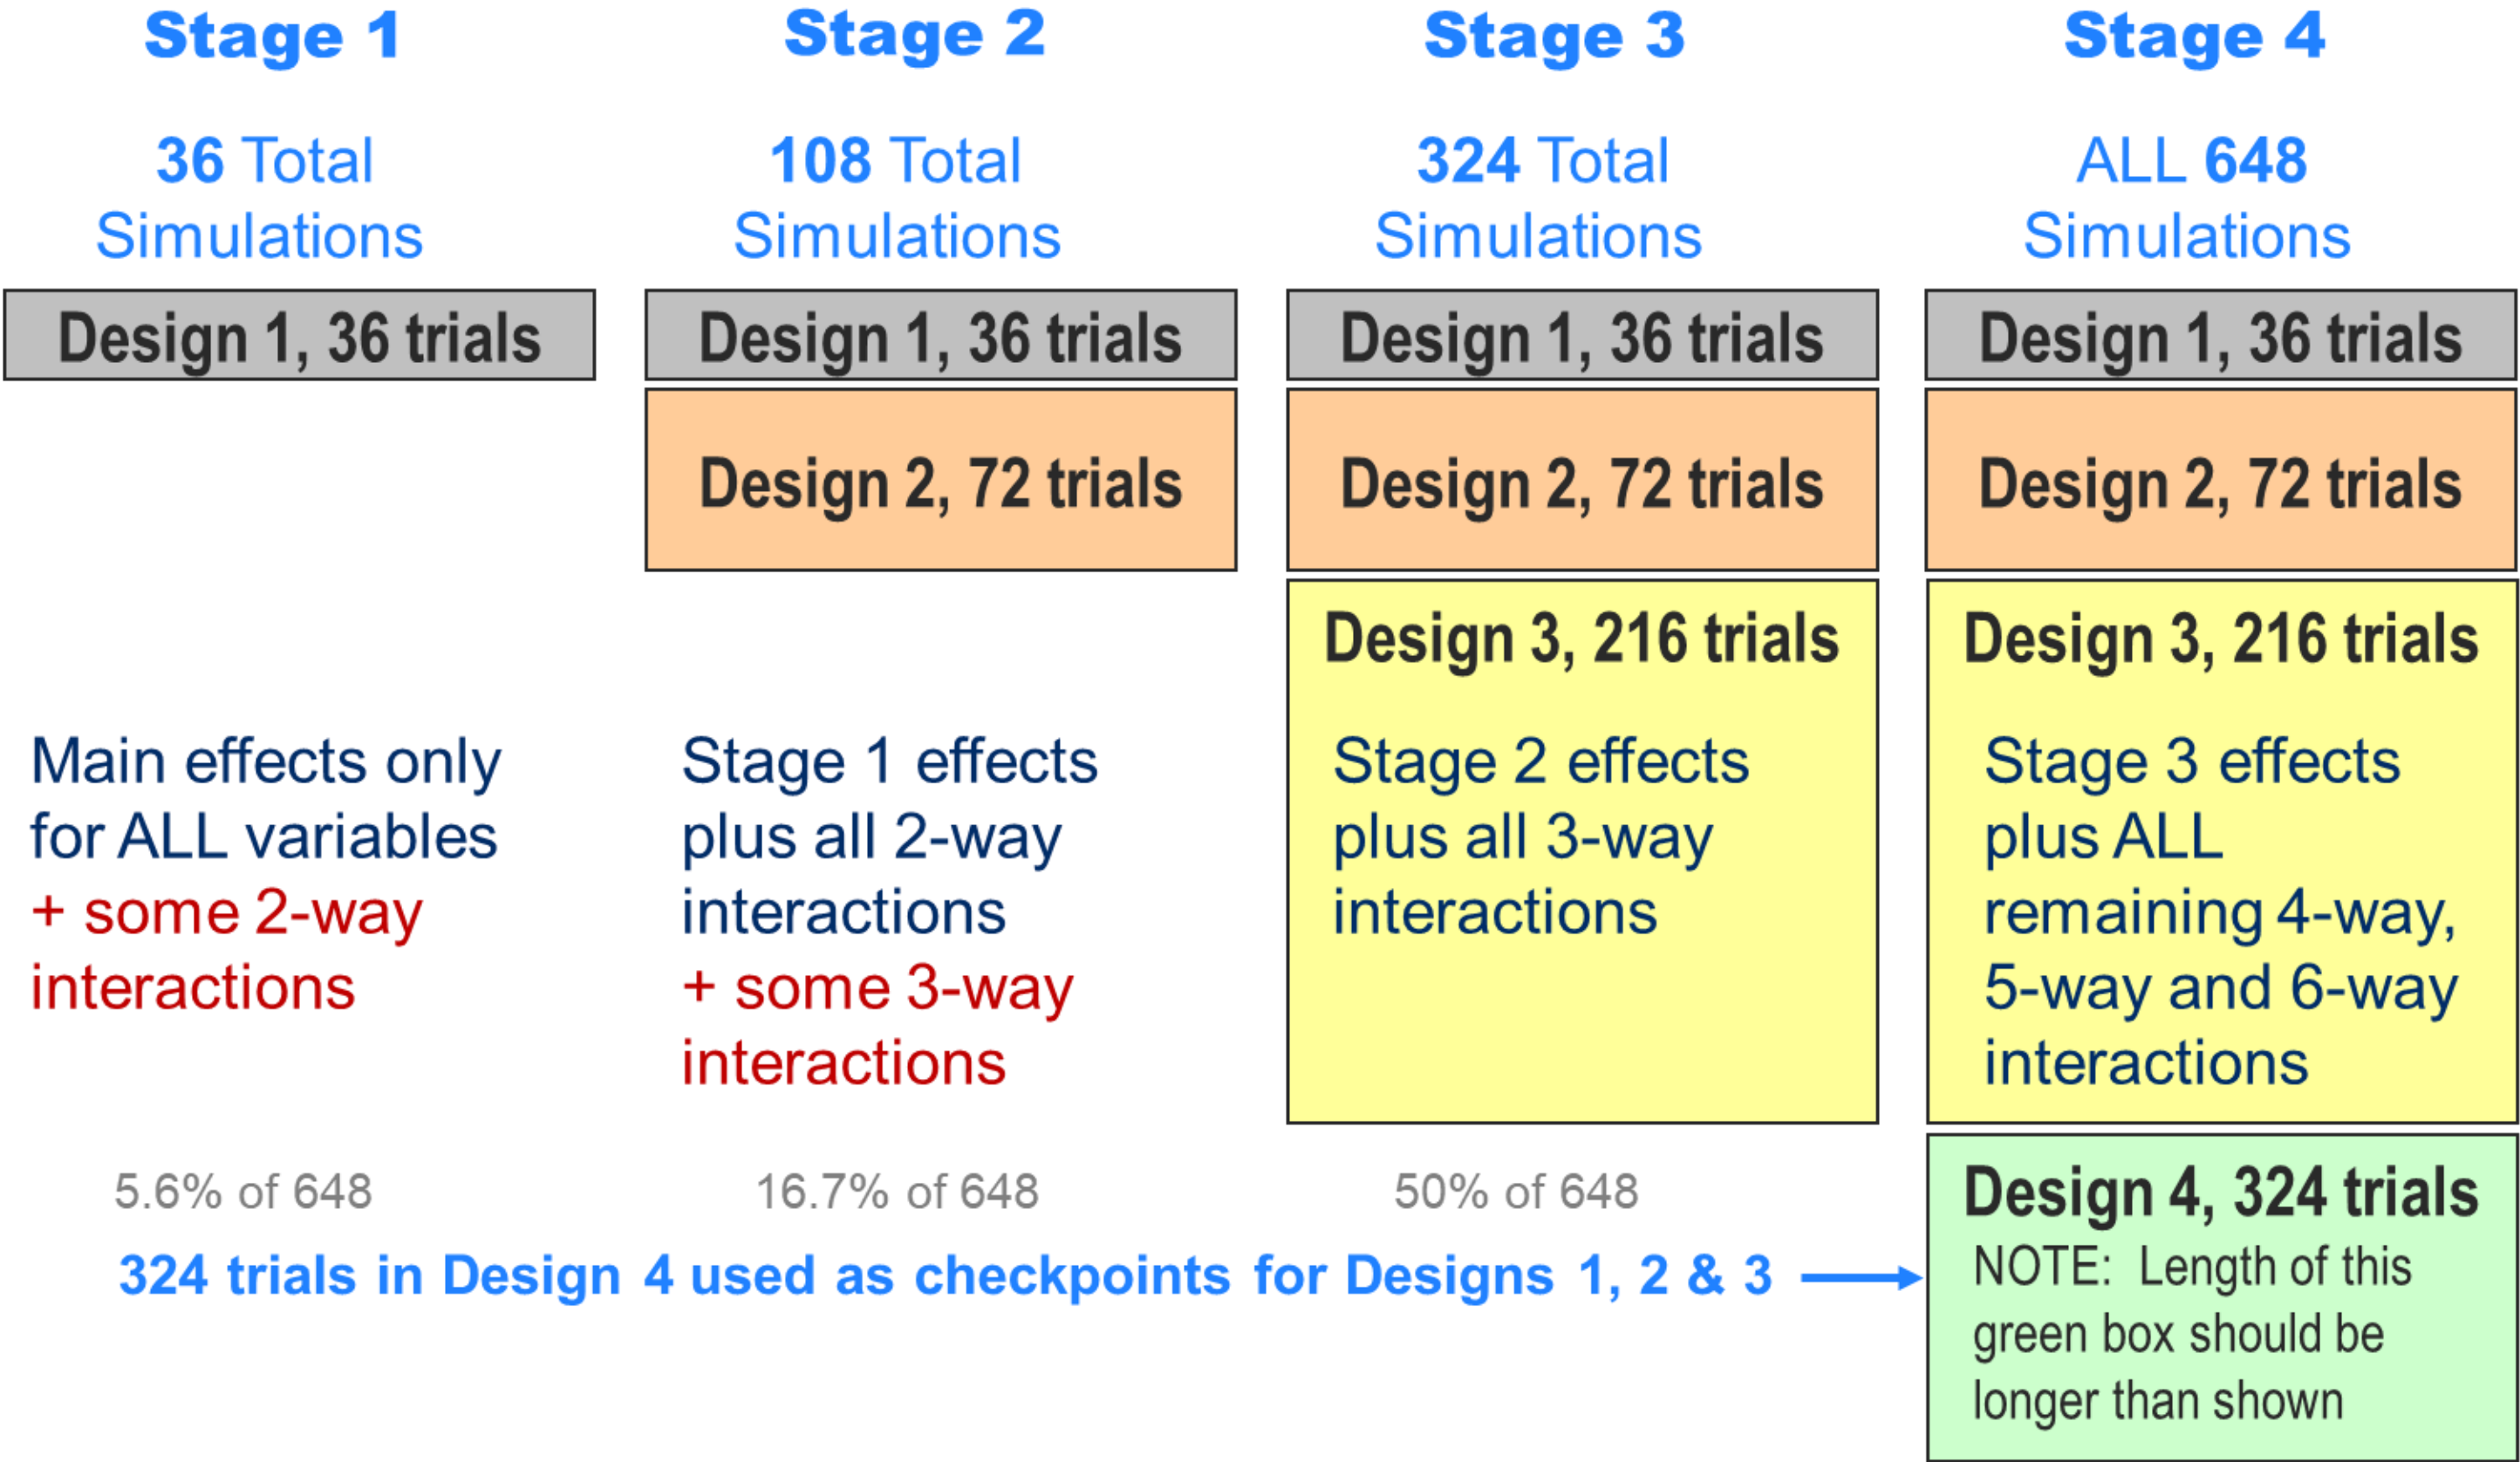 Stage 1
36 Total
Simulations
Design 1, 36 trials
Main effects only
for ALL variables
+ some 2-way
interactions
5.6% of 648
Stage 2
108 Total
Simulations
Design 1, 36 trials
Design 2, 72 trials
Stage 1 effects
plus all 2-way
interactions
+ some 3-way
interactions
16.7% of 648
Stage 3
324 Total
Simulations
Design 1, 36 trials
Design 2, 72 trials
Design 3, 216 trials
Stage 2 effects
plus all 3-way
interactions
50% of 648
Stage 4
ALL 648
Simulations
Design 1, 36 trials
Design 2, 72 trials
Design 3, 216 trials
Stage 3 effects
plus ALL
remaining 4-way,
5-way and 6-way
interactions
Design 4, 324 trials
NOTE: Length of this
green box should be
longer than shown
324 trials in Design 4 used as checkpoints for Designs 1, 2 & 3